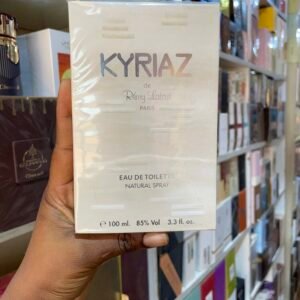 KYRIAZ
de
Rémy Latour
PARIS
EAU DE TOILETTE
NATURAL SPRAY
e 100 ml. 85% Vol 3.3 fl. oz.